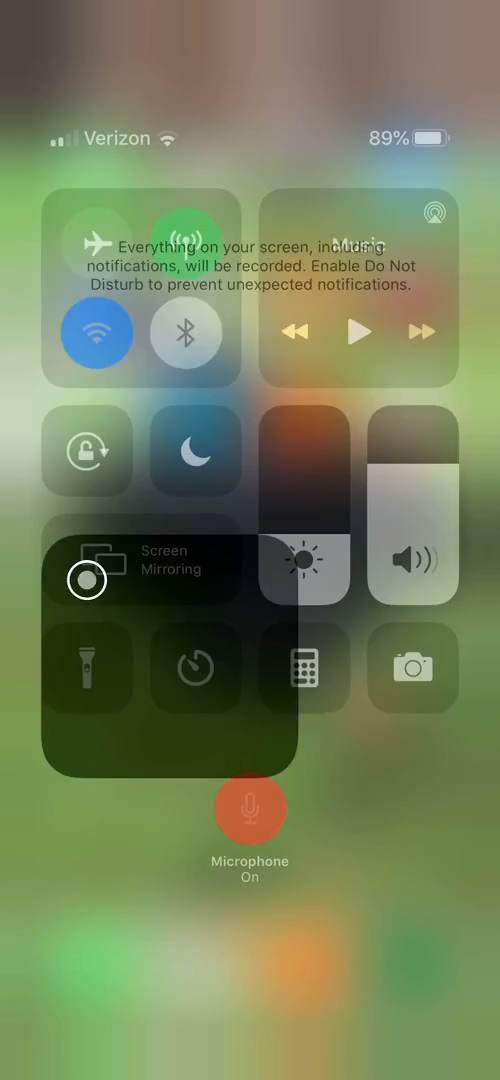 Verizon
89%
Music
Everything on your screen, including
notifications, will be recorded. Enable Do Not
Disturb to prevent unexpected notifications.
Screen
Mirroring
Microphone
On